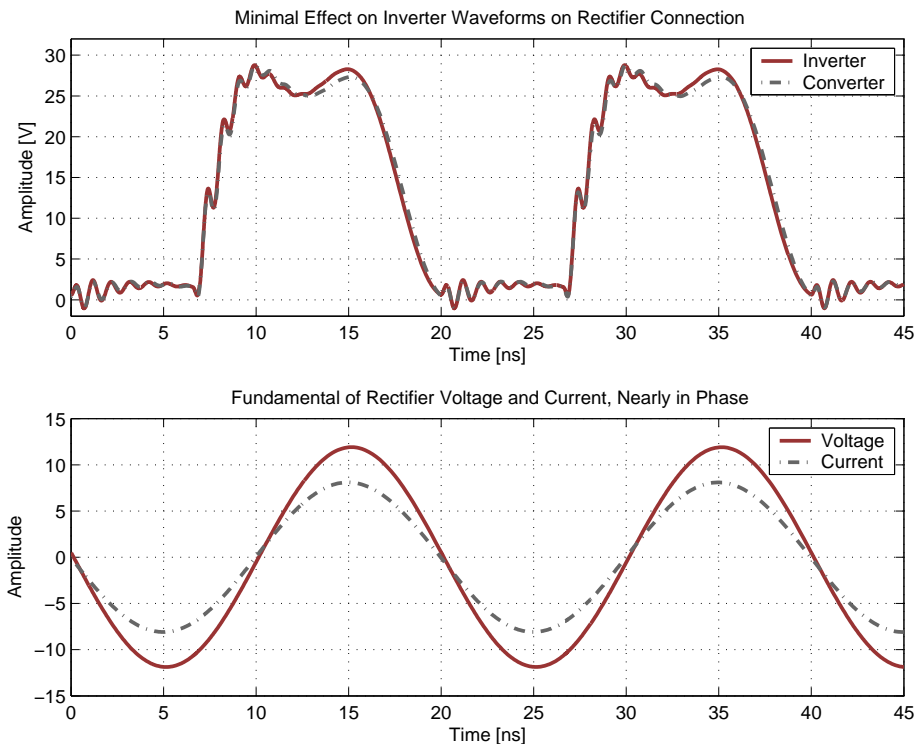 Minimal Effect on Inverter Waveforms on Rectifier Connection
30
25
20
15
10
5
0
Amplitude [V]
Inverter
Converter
0 5 10 15 20 25 30 35 40 45
Time [ns]
Fundamental of Rectifier Voltage and Current, Nearly in Phase
15
10
5
0
−5
−10
−15
Amplitude
Voltage
Current
0 5 10 15 20 25 30 35 40 45
Time [ns]